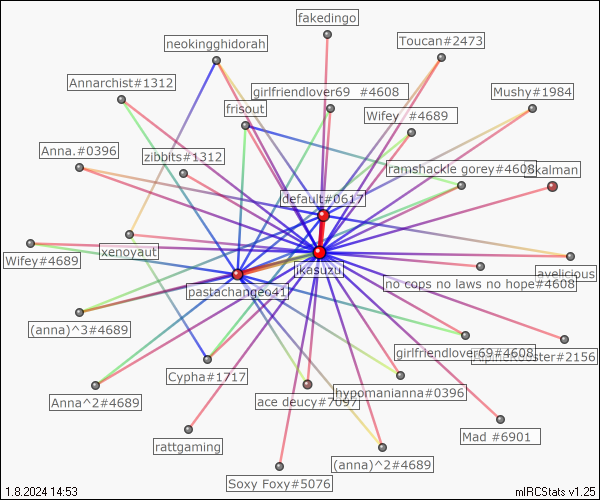 fakedingo
neokingghidorah
Toucan#2473
Annarchist#1312
girlfriendlover69 #4608
Mushy#1984
frisout
Wifey #4689
Anna.#0396
zibbits#1312
ramshackle gorey#4608
kalman
default#0617
xenoyaut
Wifey#4689
ikasuzu
avelicious
pastachangeo41
no cops no laws no hope#4608
(anna)^3#4689
girlfriendlover69#4608
#2156
Cypha#1717
hypomanianna#0396
Anna^2#4689
ace deucy#7097
rattgaming
Mad #6901
(anna)^2#4689
Soxy Foxy#5076
1.8.2024 14:53
mIRCStats v1.25